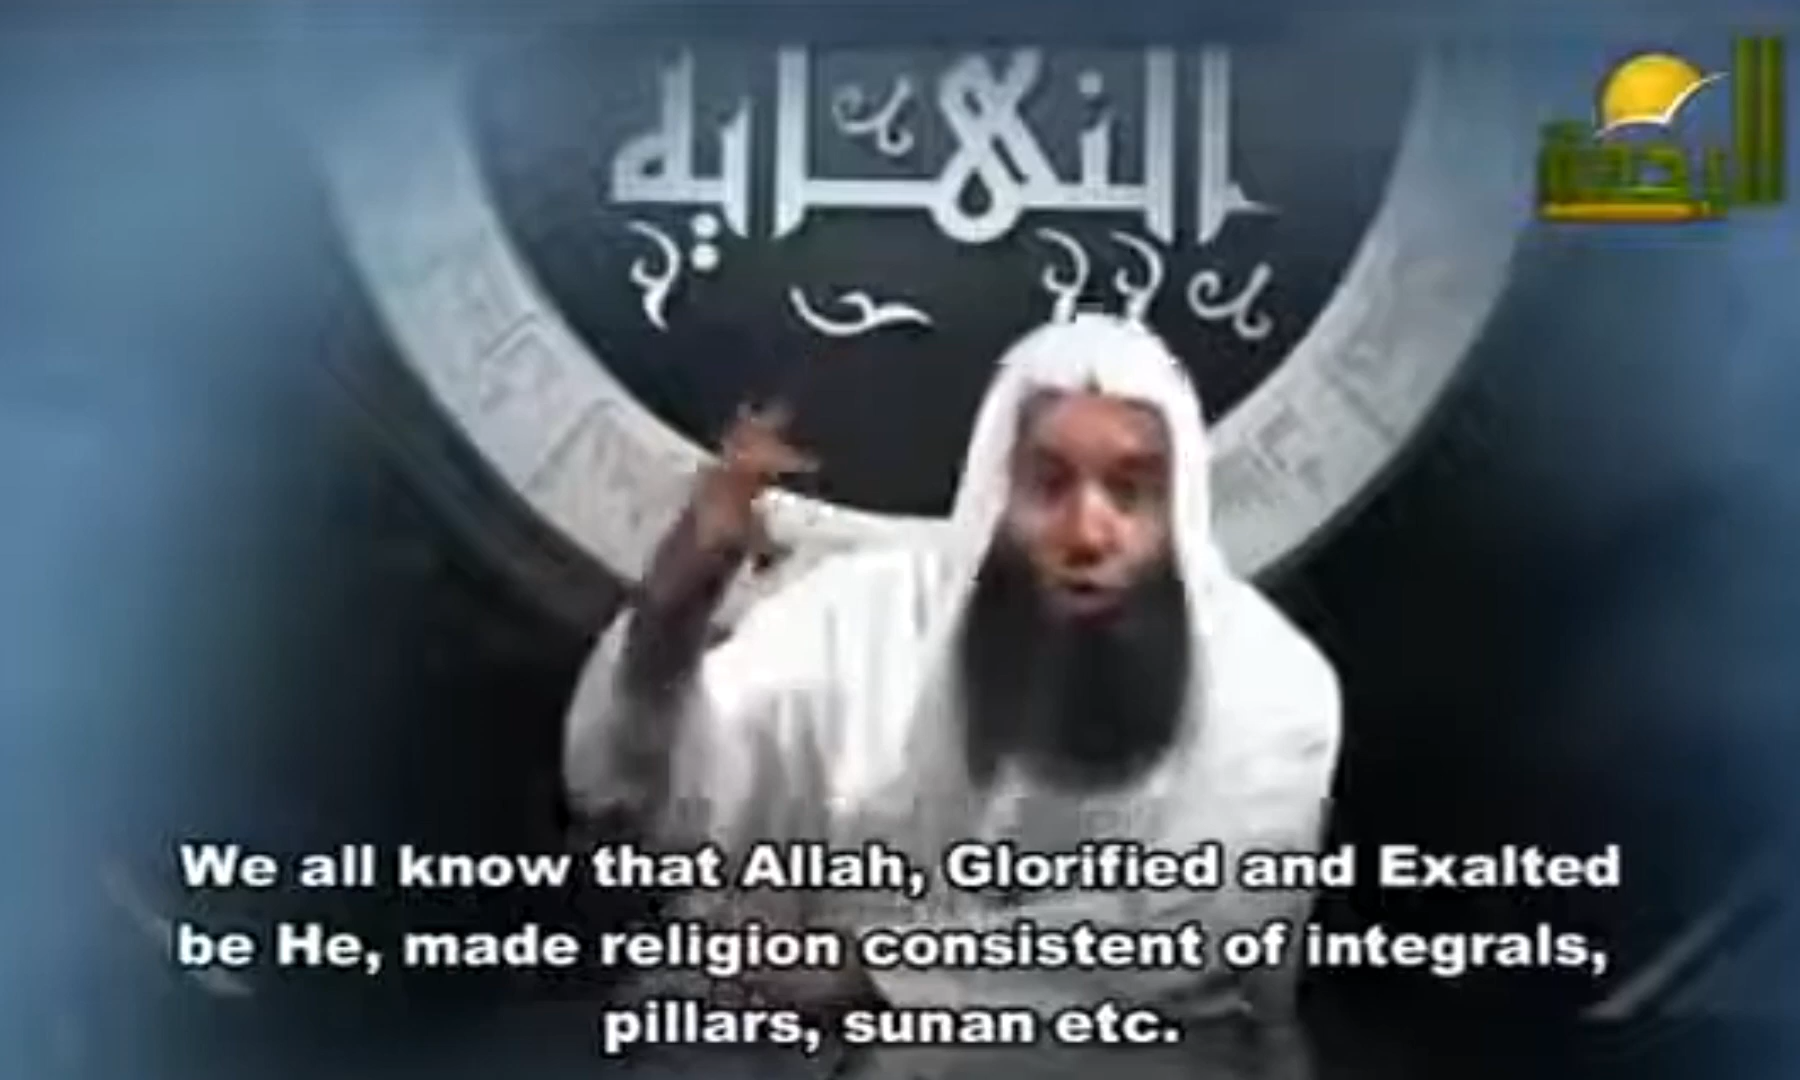 النهاية
الرحمة
We all know that Allah, Glorified and Exalted
be He, made religion consistent of integrals,
pillars, sunan etc.